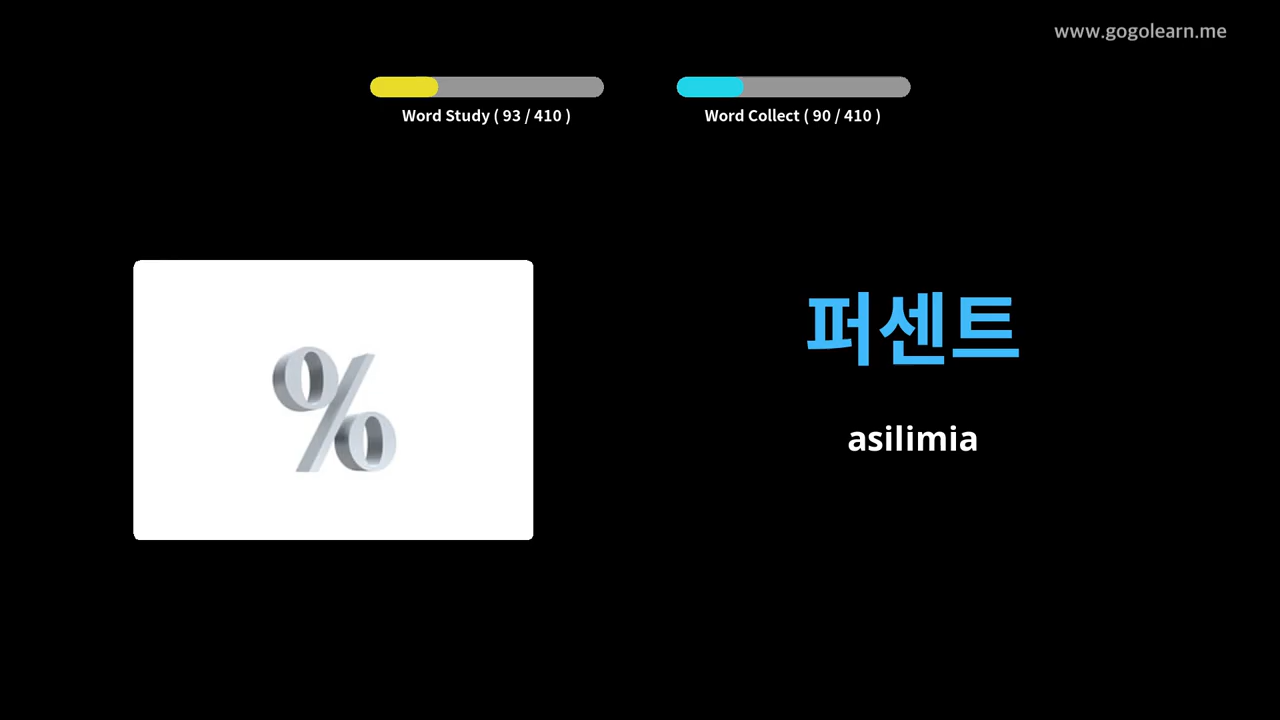 www.gogolearn.me
Word Study ( 93 / 410 )
Word Collect ( 90 / 410 )
%
퍼센트
asilimia